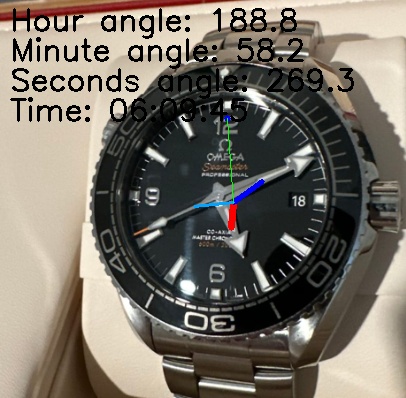 Hour angle: 188.8
Minute angle: 58.2
Seconds angle: 269.3
Time: 06:09:45
12
OMEGA
Seamaster
PROFESSIONAL
9
18
CO-AXIAL
MASTER CHRONOMETER
6
20
40
30